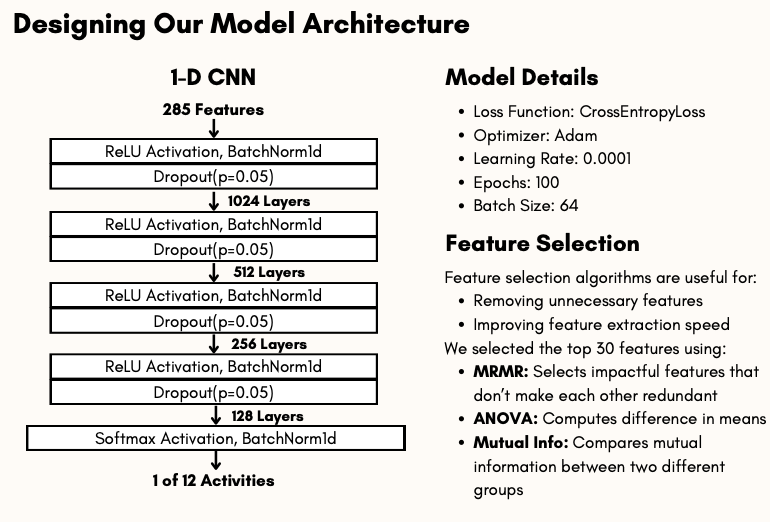 Designing Our Model Architecture
1-D CNN
285 Features
ReLU Activation, BatchNorm1d
Dropout(p=0.05)
1024 Layers
ReLU Activation, BatchNorm1d
Dropout(p=0.05)
512 Layers
ReLU Activation, BatchNorm1d
Dropout(p=0.05)
256 Layers
ReLU Activation, BatchNorm1d
Dropout(p=0.05)
128 Layers
Softmax Activation, BatchNorm1d
1 of 12 Activities
Model Details
• Loss Function: CrossEntropyLoss
• Optimizer: Adam
• Learning Rate: 0.0001
• Epochs: 100
• Batch Size: 64
Feature Selection
Feature selection algorithms are useful for:
• Removing unnecessary features
• Improving feature extraction speed
We selected the top 30 features using:
• MRMR: Selects impactful features that
don't make each other redundant
• ANOVA: Computes difference in means
• Mutual Info: Compares mutual
information between two different
groups